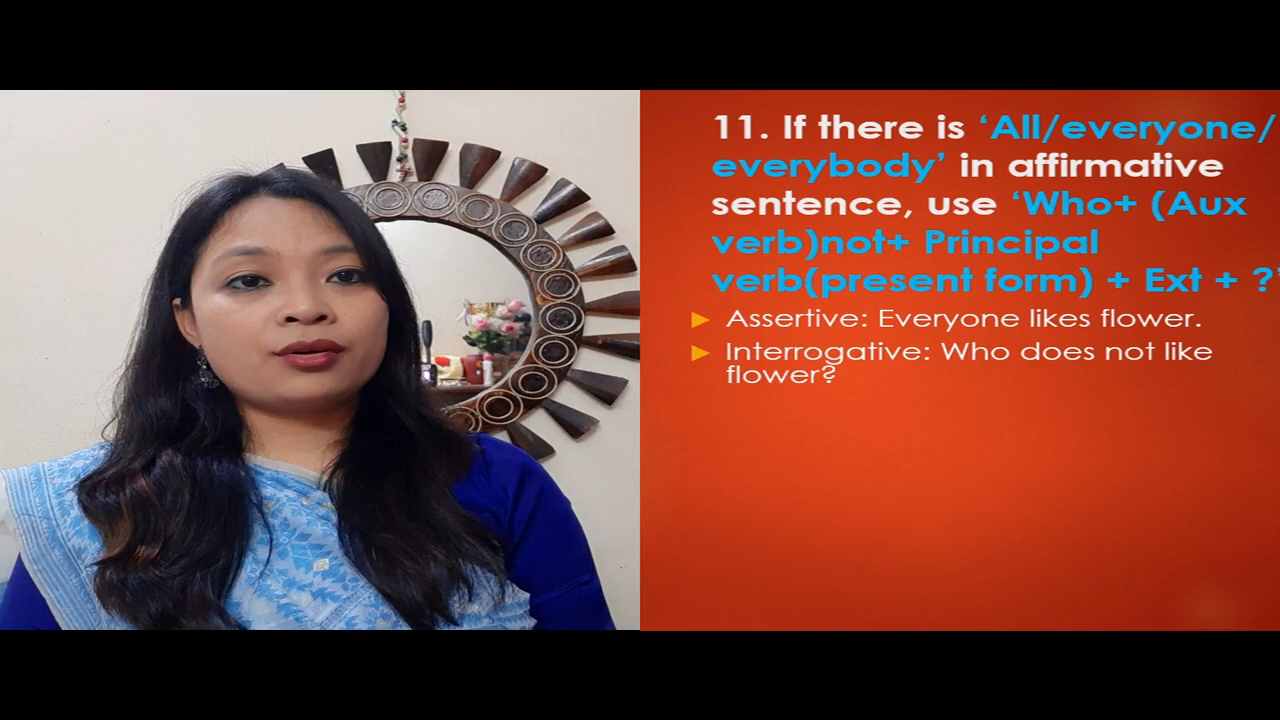 11. If there is ‘All/everyone/
everybody’ in affirmative
sentence, use ‘Who+ (Aux
verb)not+ Principal
verb(present form) + Ext + ?’
Assertive: Everyone likes flower.
Interrogative: Who does not like
flower?